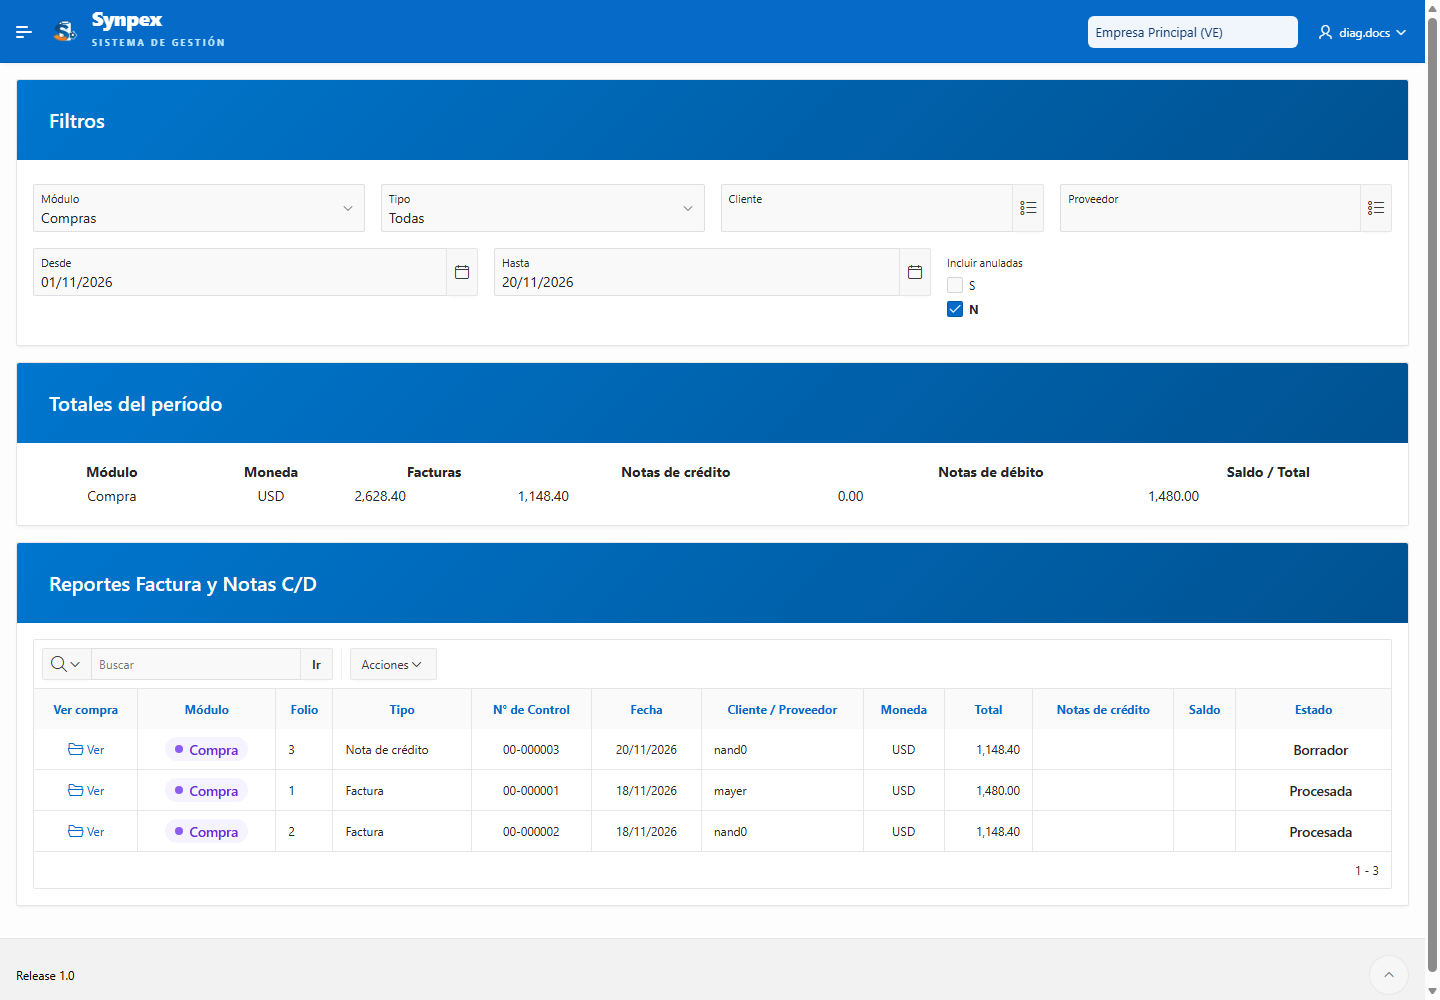 Synpex
SISTEMA DE GESTIÓN
Empresa Principal (VE)
diag.docs
Filtros
Módulo
Compras
Tipo
Todas
Cliente
Proveedor
Desde
01/11/2026
Hasta
20/11/2026
Incluir anuladas
S
N
Totales del período
Módulo Moneda Facturas Notas de crédito Notas de débito Saldo / Total
Compra USD 2,628.40 1,148.40 0.00 1,480.00
Reportes Factura y Notas C/D
Buscar Ir Acciones
Ver compra Módulo Folio Tipo N° de Control Fecha Cliente / Proveedor Moneda Total Notas de crédito Saldo Estado
Ver Compra 3 Nota de crédito 00-000003 20/11/2026 nand0 USD 1,148.40 Borrador
Ver Compra 1 Factura 00-000001 18/11/2026 mayer USD 1,480.00 Procesada
Ver Compra 2 Factura 00-000002 18/11/2026 nand0 USD 1,148.40 Procesada
1 - 3
Release 1.0